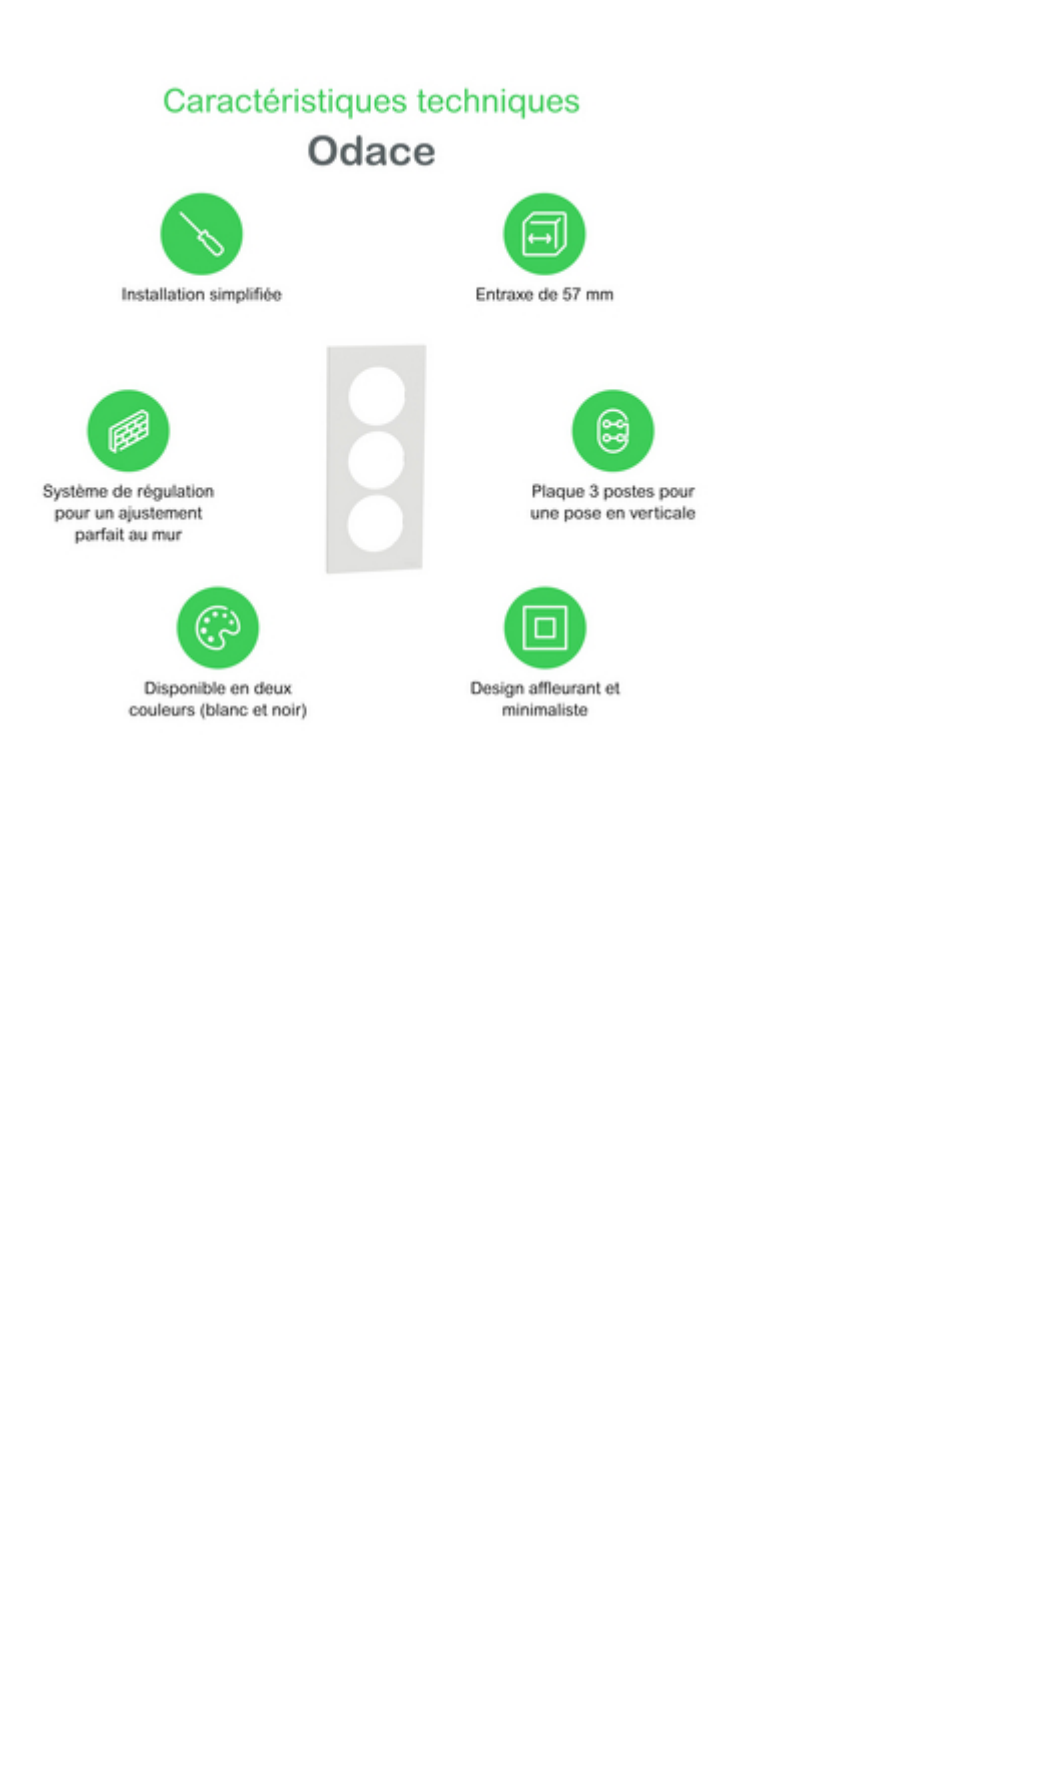 Caractéristiques techniques
Odace
Installation simplifiée
Entraxe de 57 mm
Système de régulation
pour un ajustement
parfait au mur
Plaque 3 postes pour
une pose en verticale
Disponible en deux
couleurs (blanc et noir)
Design affleurant et
minimaliste